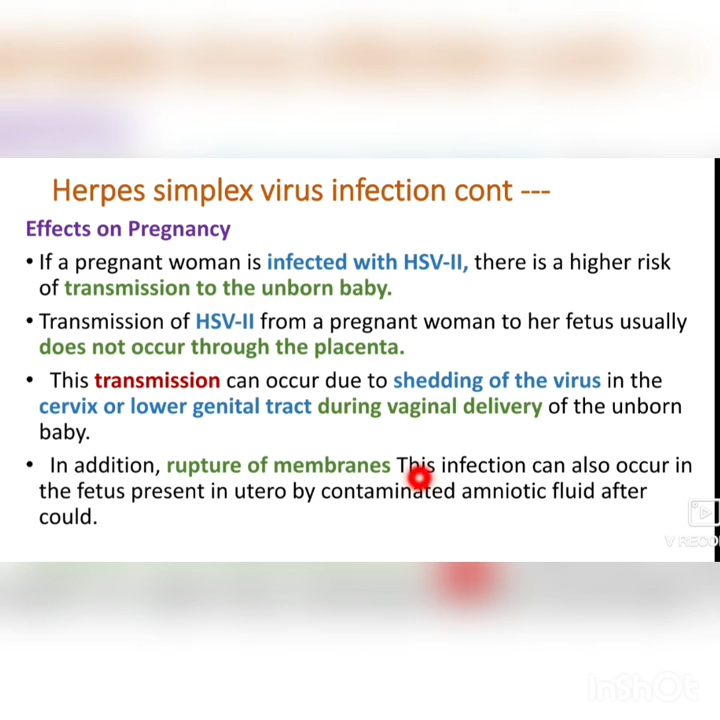 Herpes simplex virus infection cont ---
Effects on Pregnancy
• If a pregnant woman is infected with HSV-II, there is a higher risk
of transmission to the unborn baby.
• Transmission of HSV-II from a pregnant woman to her fetus usually
does not occur through the placenta.
• This transmission can occur due to shedding of the virus in the
cervix or lower genital tract during vaginal delivery of the unborn
baby.
• In addition, rupture of membranes This infection can also occur in
the fetus present in utero by contaminated amniotic fluid after
could.
V RECO
InShOt